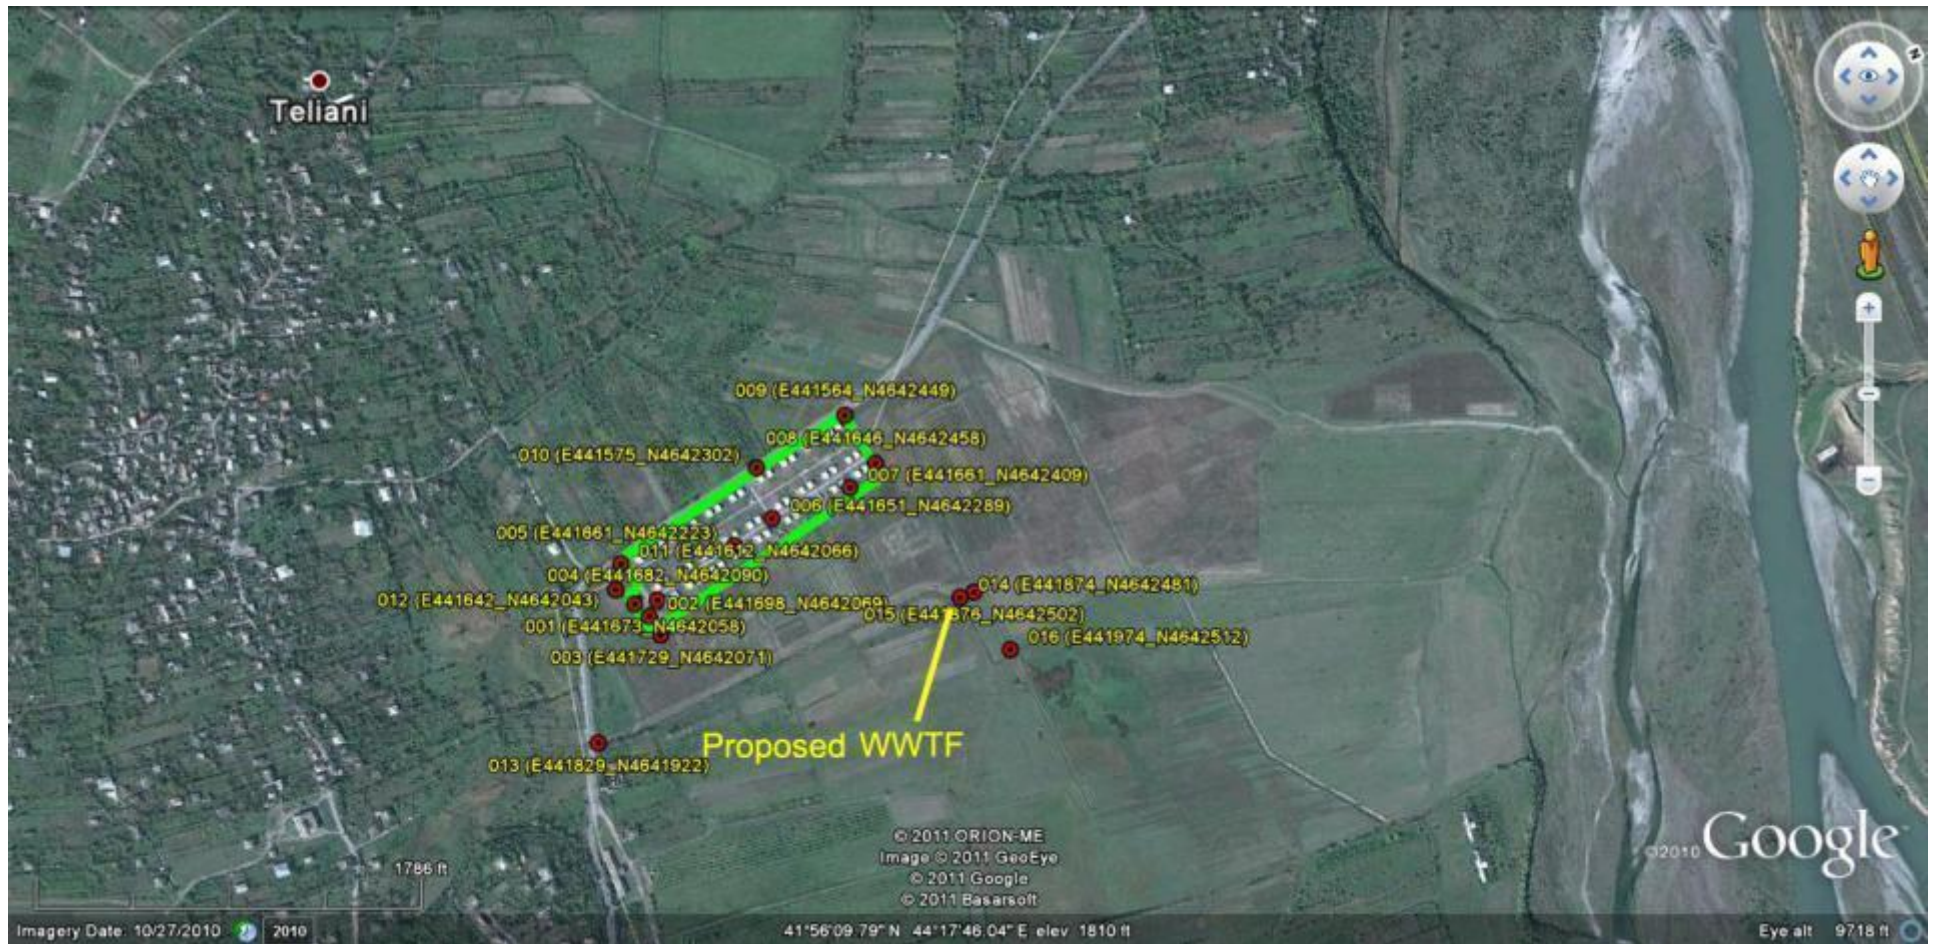 Teliani
N
009 (E441564_N4642449)
008 (E441646_N4642458)
010 (E441575_N4642302)
007 (E441661_N4642409)
006 (E441651_N4642289)
005 (E441661_N4642223)
011 (E441612_N4642066)
004 (E441682_N4642090)
012 (E441642_N4642043)
002 (E441698_N4642069)
014 (E441874_N4642481)
015 (E441876_N4642502)
001 (E441673_N4642058)
016 (E441974_N4642512)
003 (E441729_N4642071)
Proposed WWTF
013 (E441829_N4641922)
© 2011 ORION-ME
Image © 2011 GeoEye
© 2011 Google
© 2011 Basarsoft
©2010 Google
1786 ft
Imagery Date: 10/27/2010 2010 41°56'09.79" N 44°17'46.04" E elev 1810 ft Eye alt 9718 ft